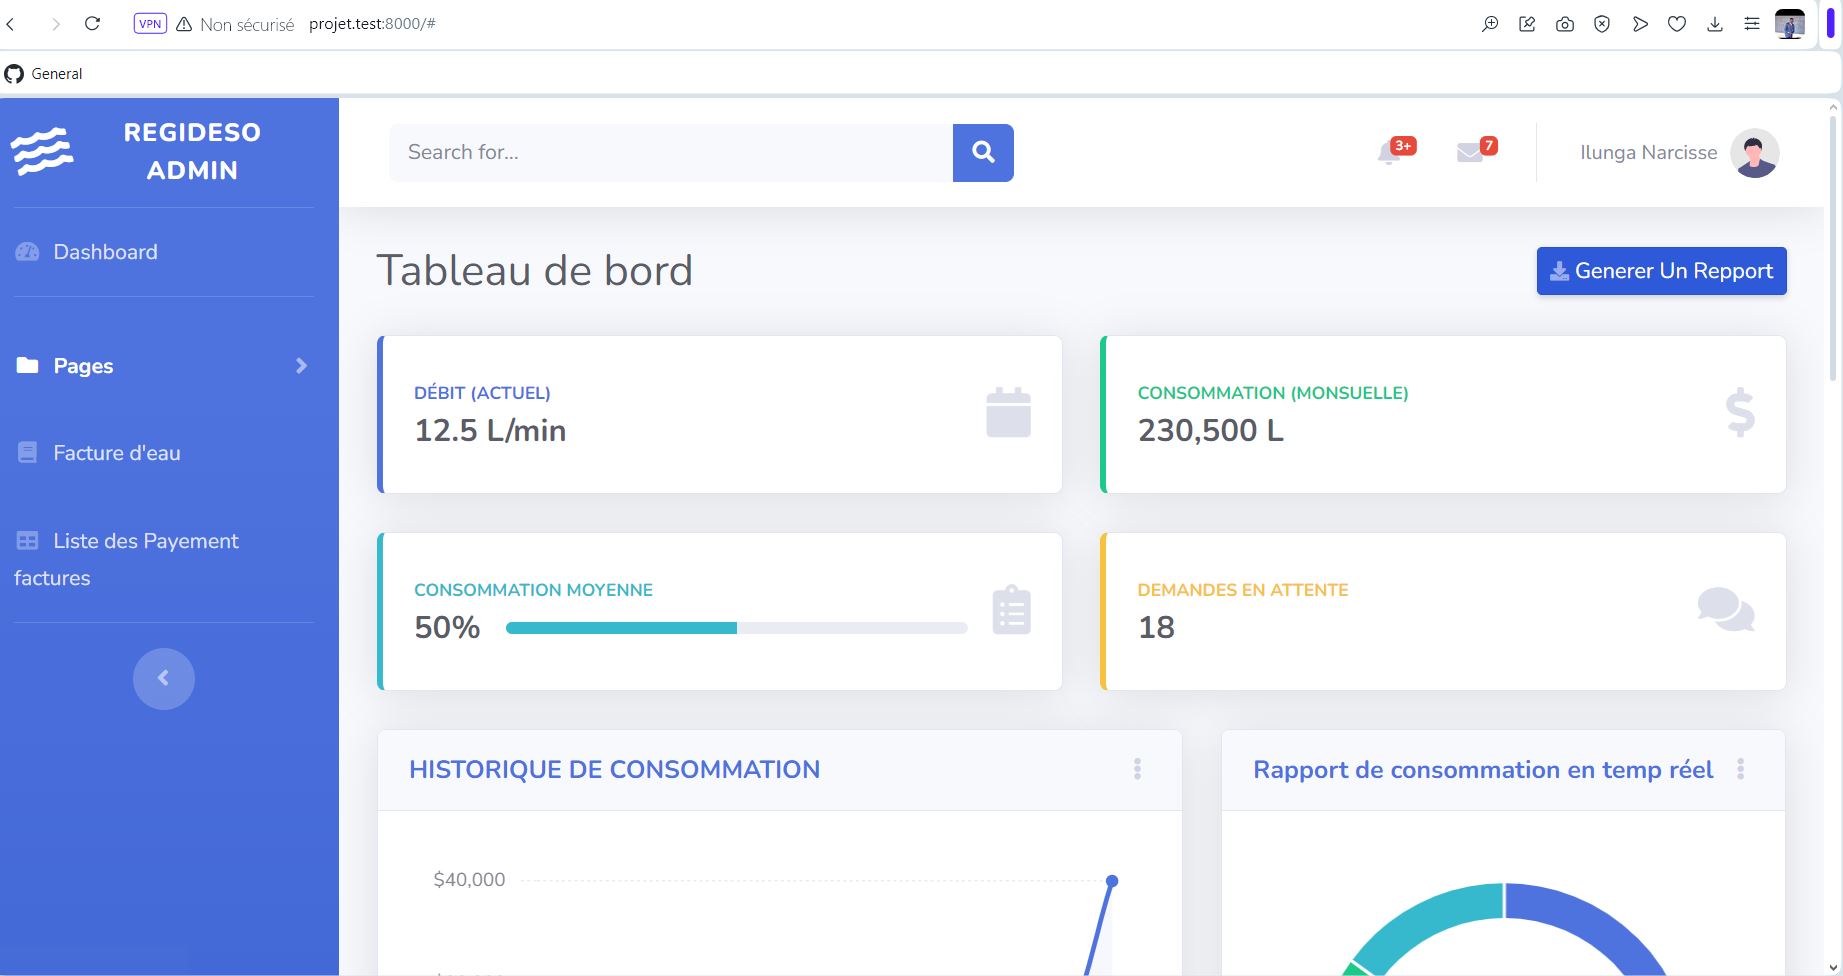 VPN
Non sécurisé
projet.test:8000/#
General
REGIDESO
ADMIN
Dashboard
Pages
Facture d'eau
Liste des Payement
factures
Search for...
3+
7
Ilunga Narcisse
Tableau de bord
Generer Un Repport
DÉBIT (ACTUEL)
12.5 L/min
CONSOMMATION (MONSUELLE)
230,500 L
CONSOMMATION MOYENNE
50%
DEMANDES EN ATTENTE
18
HISTORIQUE DE CONSOMMATION
Rapport de consommation en temp réel
$40,000